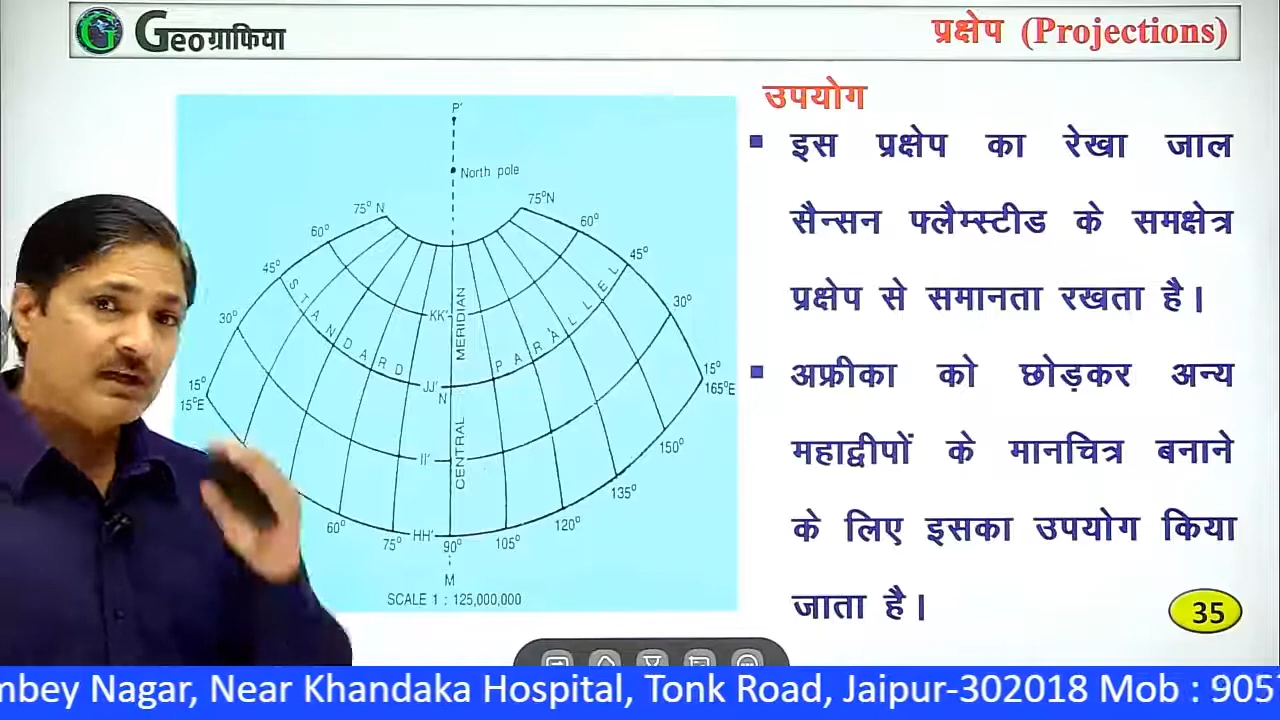 Geoग्राफिया
प्रक्षेप (Projections)
उपयोग
▪ इस प्रक्षेप का रेखा जाल
सैन्सन फ्लैम्स्टीड के समक्षेत्र
प्रक्षेप से समानता रखता है।
▪ अफ्रीका को छोड़कर अन्य
महाद्वीपों के मानचित्र बनाने
के लिए इसका उपयोग किया
जाता है।
35
P'
North pole
75° N
75°N
60°
60°
45°
45°
STANDARD PARALLEL
30°
30°
KK'
MERIDIAN
15°
15°
15°E
165°E
JJ'
N
CENTRAL
II'
150°
135°
60°
75°
HH'
90°
105°
120°
M
SCALE 1 : 125,000,000
mbey Nagar, Near Khandaka Hospital, Tonk Road, Jaipur-302018 Mob : 905